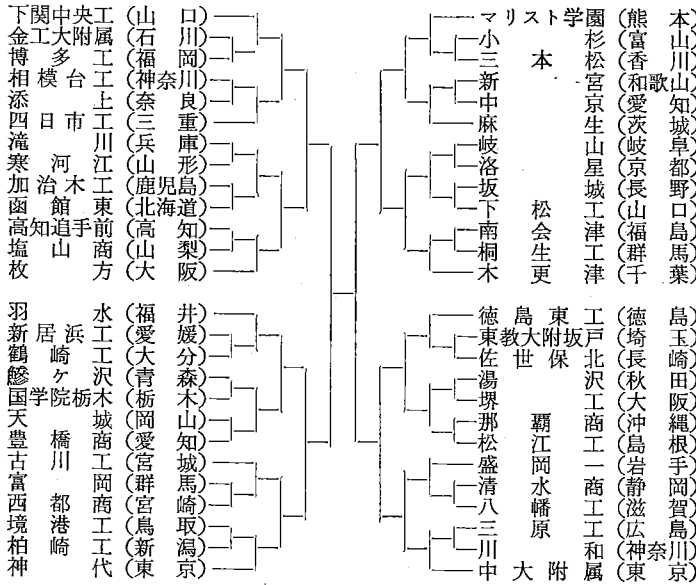 下関中央工(山口)
金工大附属(石川)
博多工(福岡)
相模台工(神奈川)
添上(奈良)
四日市工(三重)
滝川(兵庫)
寒河江(山形)
加治木工(鹿児島)
函館東(北海道)
高知追手前(高知)
塩山商(山梨)
枚方(大阪)
羽水(福井)
新居浜工(愛媛)
鶴崎工(大分)
鰺ケ沢(青森)
国学院栃木(栃木)
天城(岡山)
豊橋商(愛知)
古川工(宮城)
富岡(群馬)
西都商(宮崎)
境港工(鳥取)
柏崎工(新潟)
神代(東京)
マリスト学園(熊本)
小杉(富山)
三本松(香川)
新宮(和歌山)
中京(愛知)
麻生(茨城)
岐山(岐阜)
洛星(京都)
坂城(長野)
下松工(山口)
南会津(福島)
桐生工(群馬)
木更津(千葉)
徳島東工(徳島)
東教大附坂戸(埼玉)
佐世保北(長崎)
湯沢(秋田)
堺工(大阪)
那覇商(沖縄)
松江工(島根)
盛岡一(岩手)
清水商(静岡)
八幡工(滋賀)
三原工(広島)
川和(神奈川)
中大附属(東京)